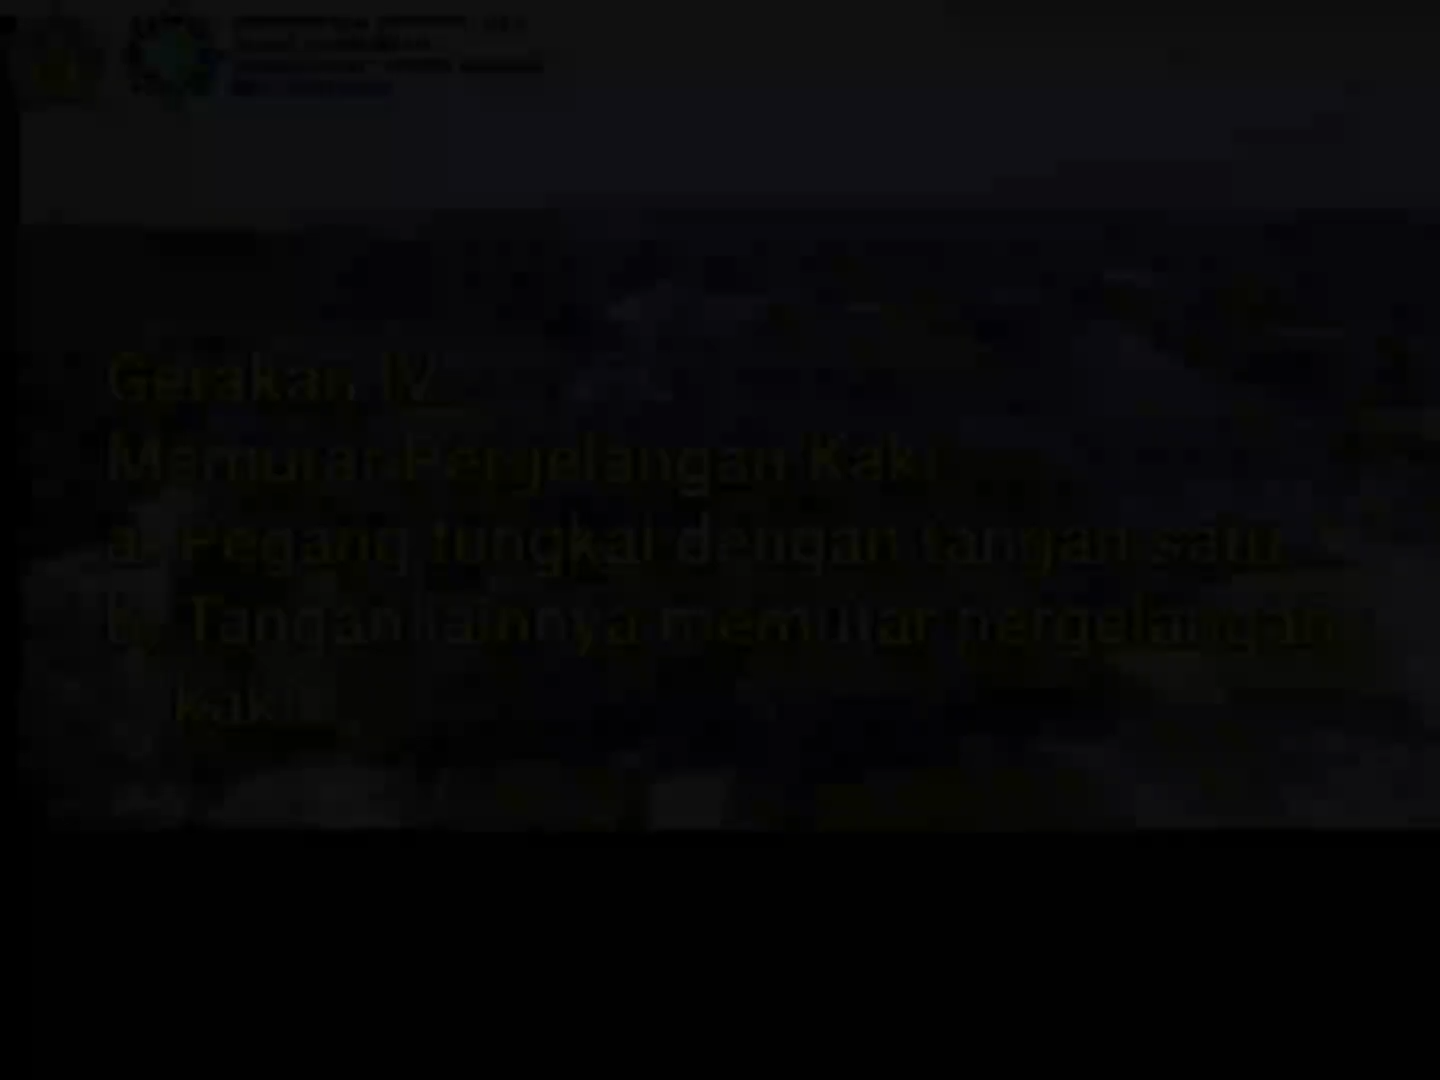 Gerakan IV
Memutar Pergelangan Kaki
a. Pegang tungkai dengan tangan satu
b. Tangan lainnya memutar pergelangan
kaki